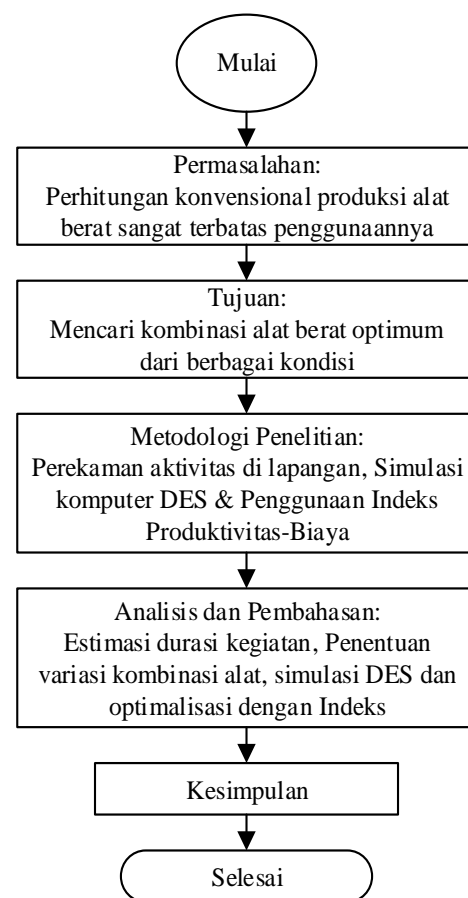 Mulai
Permasalahan:
Perhitungan konvensional produksi alat
berat sangat terbatas penggunaannya
Tujuan:
Mencari kombinasi alat berat optimum
dari berbagai kondisi
Metodologi Penelitian:
Perekaman aktivitas di lapangan, Simulasi
komputer DES & Penggunaan Indeks
Produktivitas-Biaya
Analisis dan Pembahasan:
Estimasi durasi kegiatan, Penentuan
variasi kombinasi alat, simulasi DES dan
optimalisasi dengan Indeks
Kesimpulan
Selesai